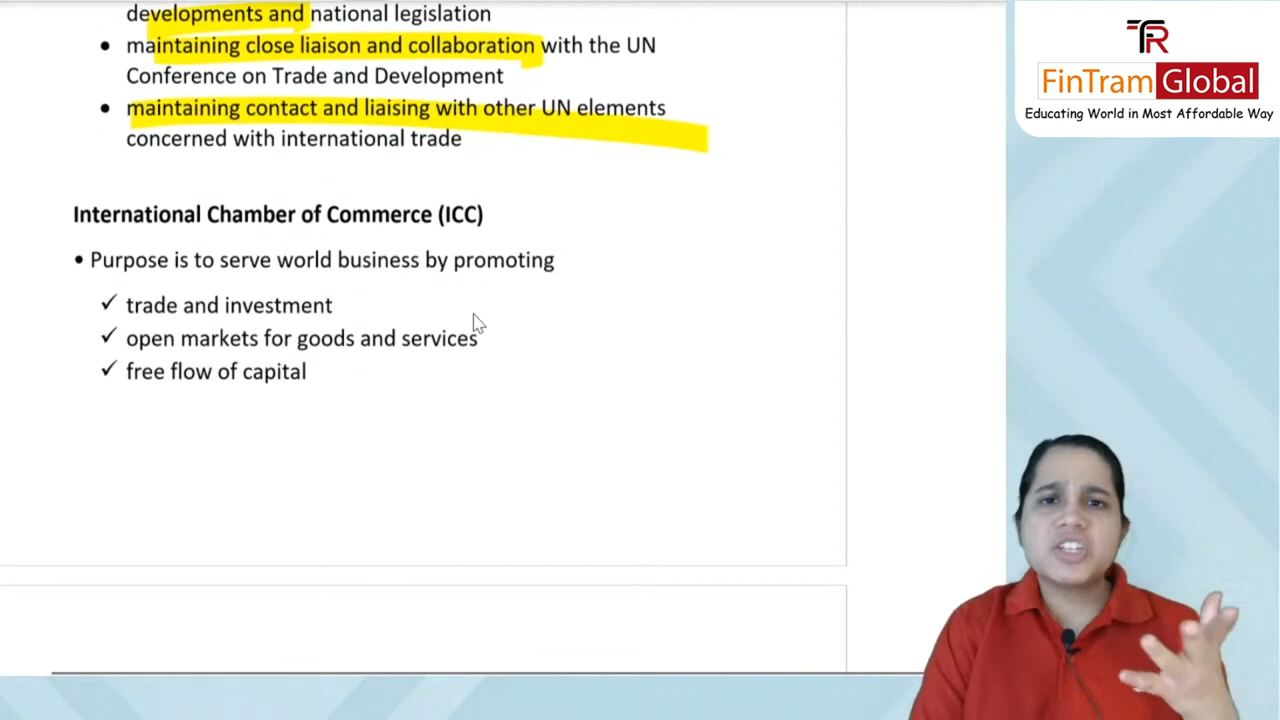 developments and national legislation
• maintaining close liaison and collaboration with the UN
Conference on Trade and Development
• maintaining contact and liaising with other UN elements
concerned with international trade
International Chamber of Commerce (ICC)
• Purpose is to serve world business by promoting
✓ trade and investment
✓ open markets for goods and services
✓ free flow of capital
TR
FinTram Global
Educating World in Most Affordable Way